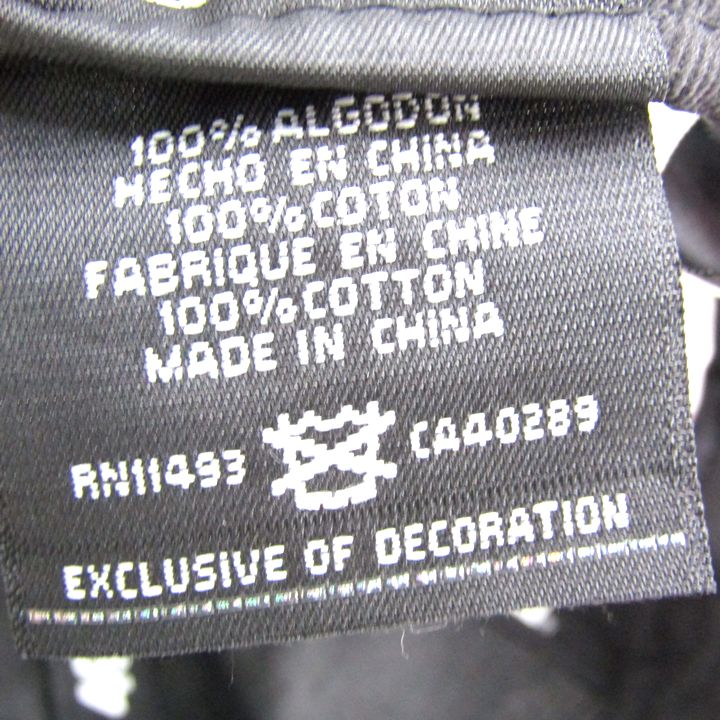 100% ALGODON
HECHO EN CHINA
100% COTON
FABRIQUE EN CHINE
100% COTTON
MADE IN CHINA
RN11493 CA40289
EXCLUSIVE OF DECORATION